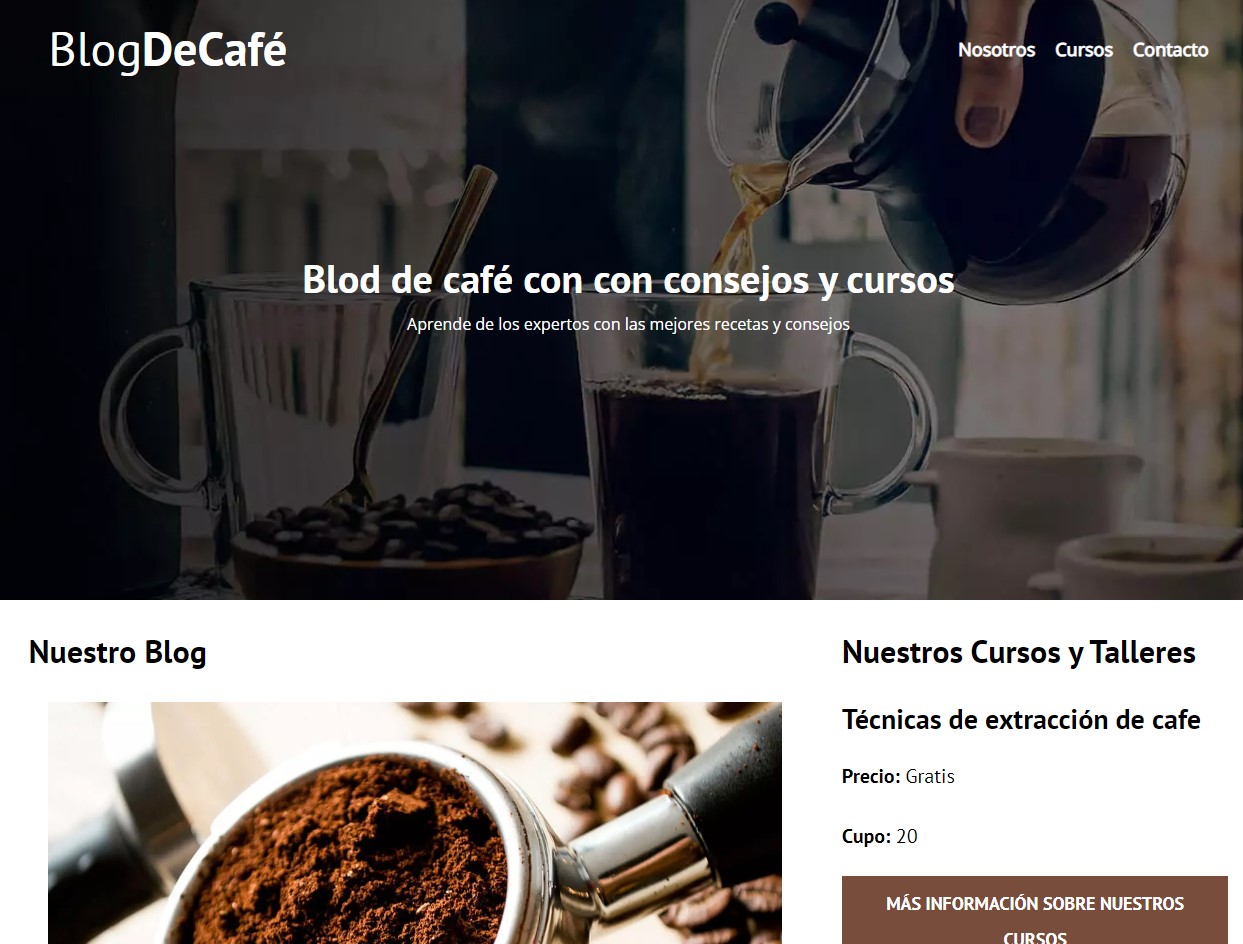 BlogDeCafé
Nosotros Cursos Contacto
Blod de café con con consejos y cursos
Aprende de los expertos con las mejores recetas y consejos
Nuestro Blog
Nuestros Cursos y Talleres
Técnicas de extracción de cafe
Precio: Gratis
Cupo: 20
MÁS INFORMACIÓN SOBRE NUESTROS
CURSOS